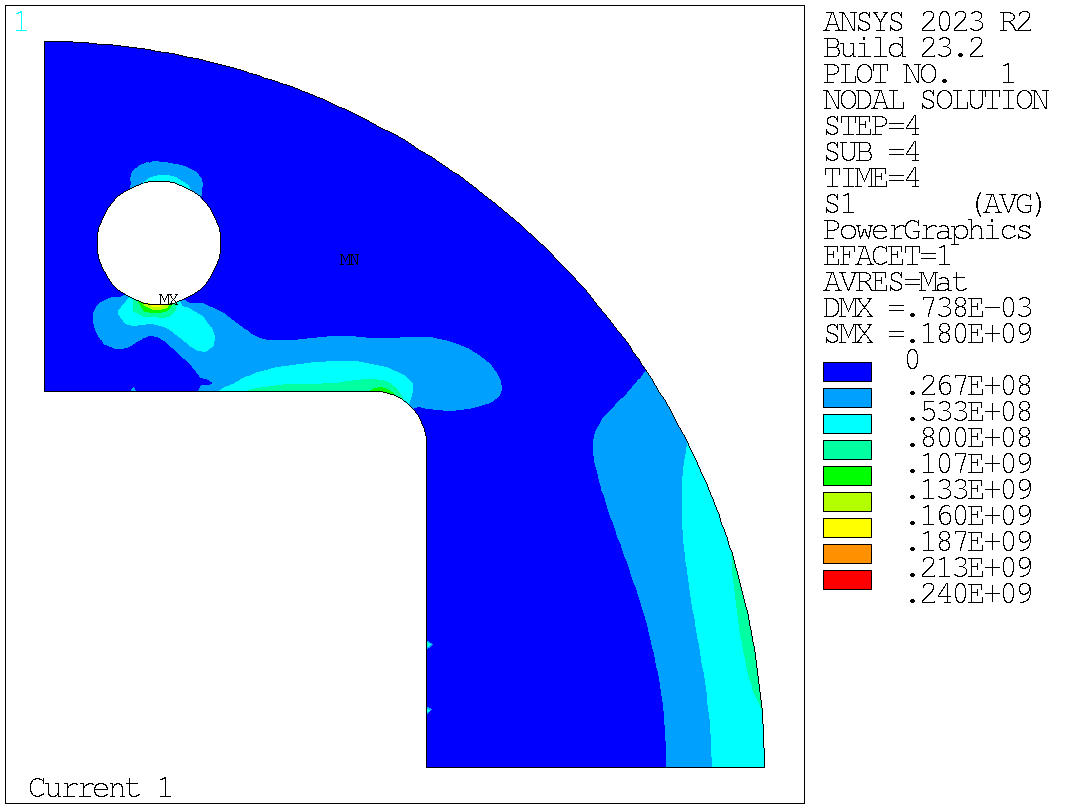 1
ANSYS 2023 R2
Build 23.2
PLOT NO. 1
NODAL SOLUTION
STEP=4
SUB =4
TIME=4
S1 (AVG)
PowerGraphics
EFACET=1
AVRES=Mat
DMX =.738E-03
SMX =.180E+09
0
.267E+08
.533E+08
.800E+08
.107E+09
.133E+09
.160E+09
.187E+09
.213E+09
.240E+09
MN
MX
Current 1